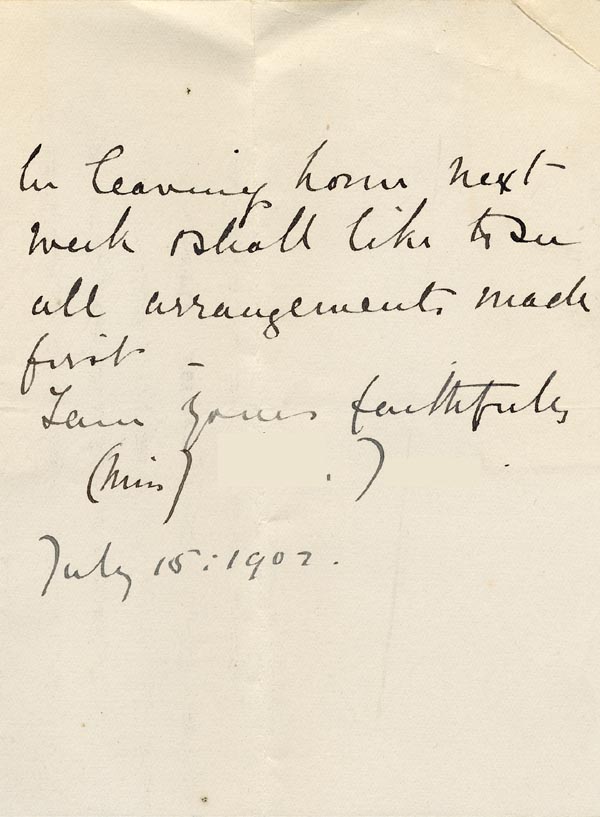 In leaving home next
week & shall like to see
all arrangements made
first -
I am yours faithfully
(Miss)
July 15: 1902.